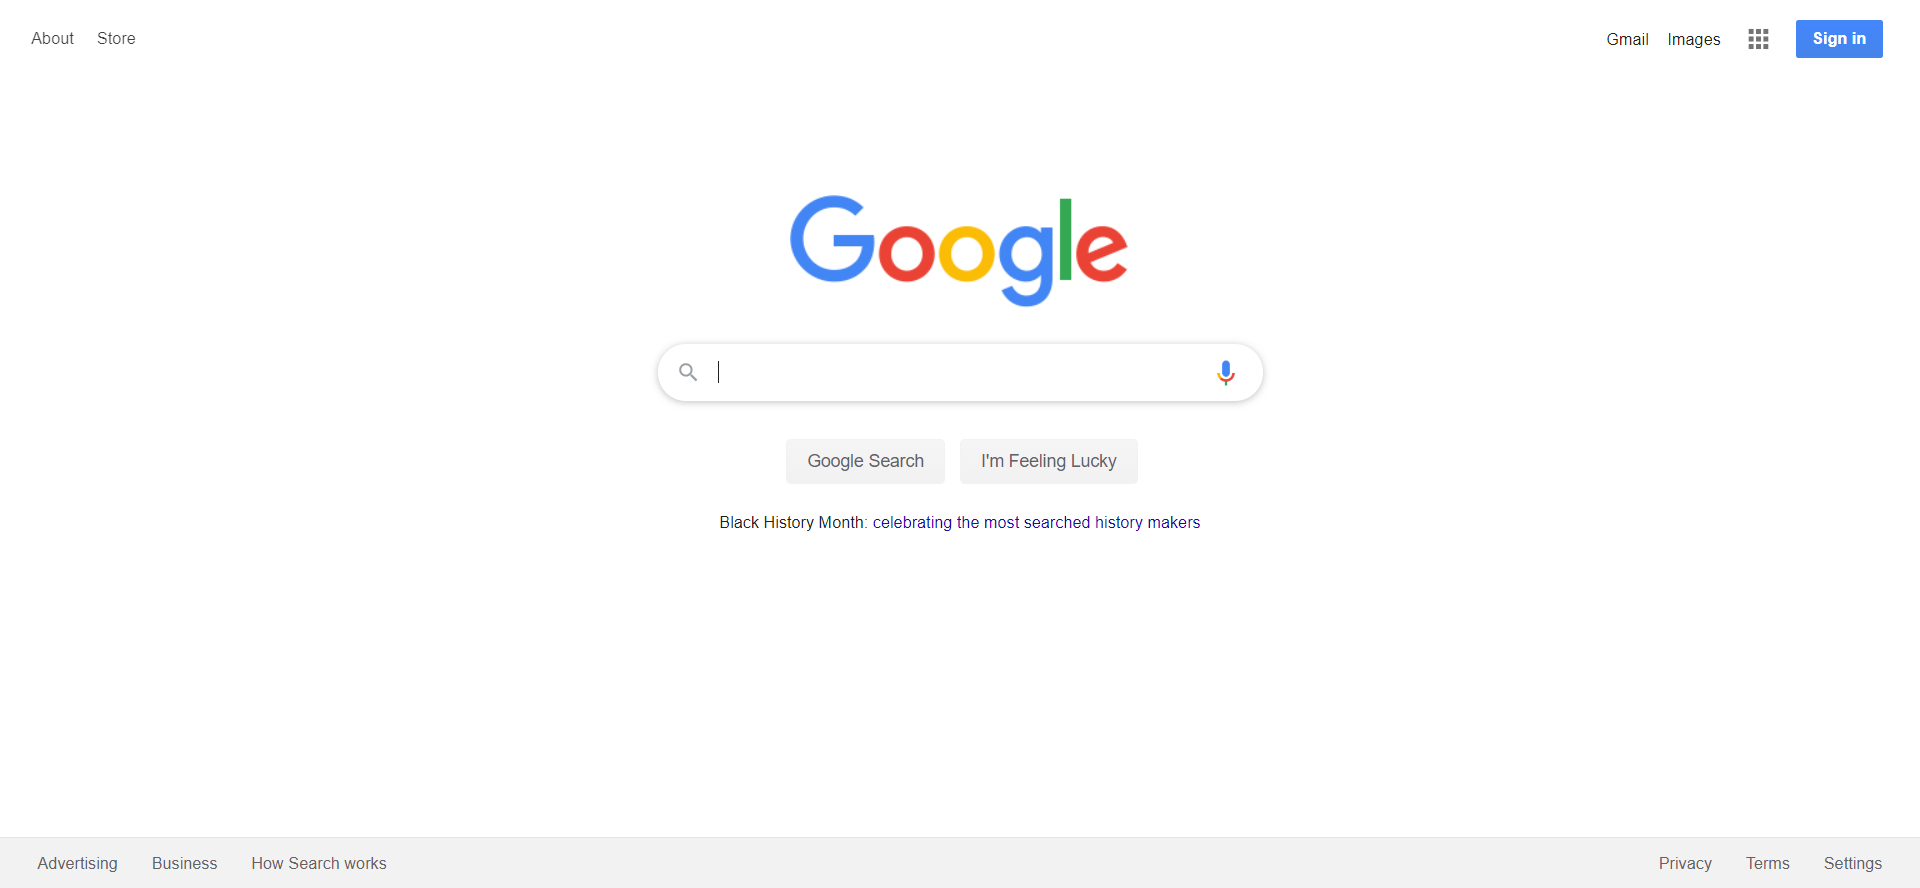 About Store Gmail Images Sign in
Google
Google Search I'm Feeling Lucky
Black History Month: celebrating the most searched history makers
Advertising Business How Search works Privacy Terms Settings